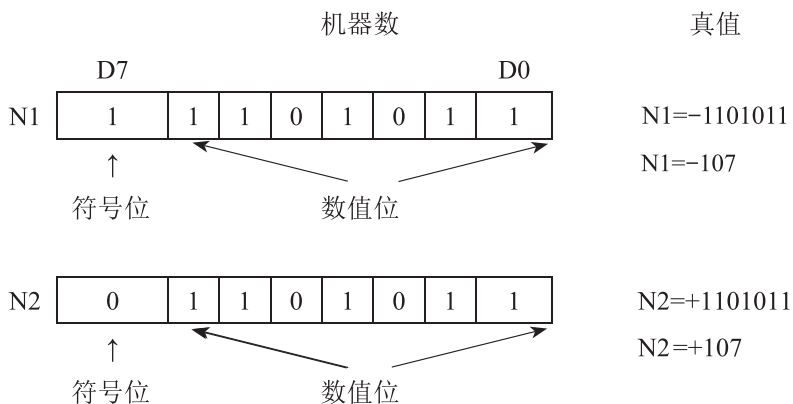 机器数 真值
D7 D0
N1 1 1 1 0 1 0 1 1 N1=-1101011
↑ N1=-107
符号位 数值位
N2 0 1 1 0 1 0 1 1 N2=+1101011
↑ N2=+107
符号位 数值位